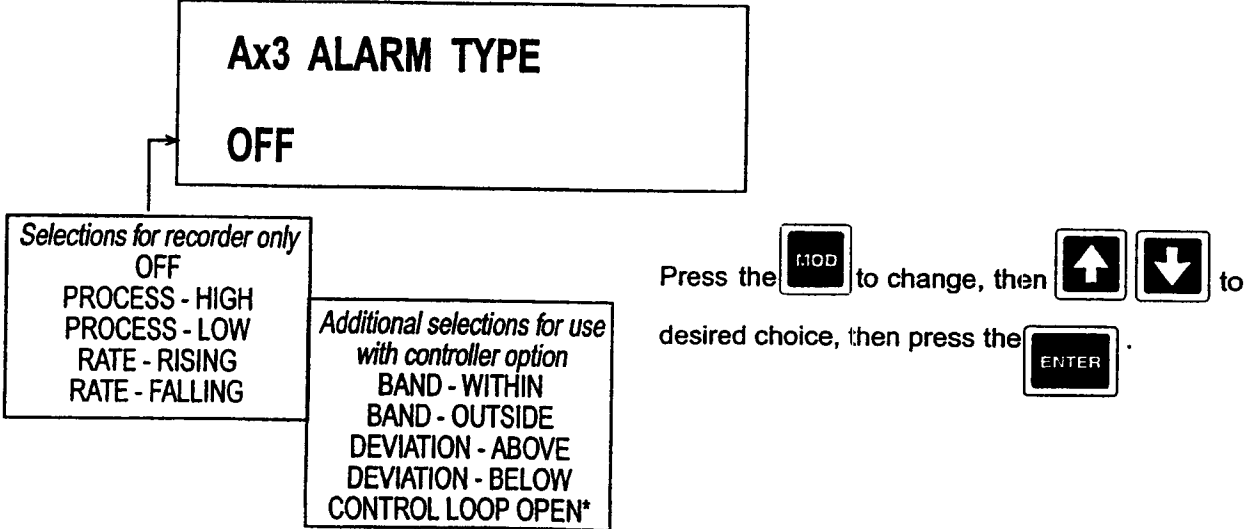 Ax3 ALARM TYPE
OFF
Selections for recorder only
OFF
PROCESS - HIGH
PROCESS - LOW
RATE - RISING
RATE - FALLING
Additional selections for use
with controller option
BAND - WITHIN
BAND - OUTSIDE
DEVIATION - ABOVE
DEVIATION - BELOW
CONTROL LOOP OPEN*
Press the MOD to change, then to
desired choice, then press the ENTER .